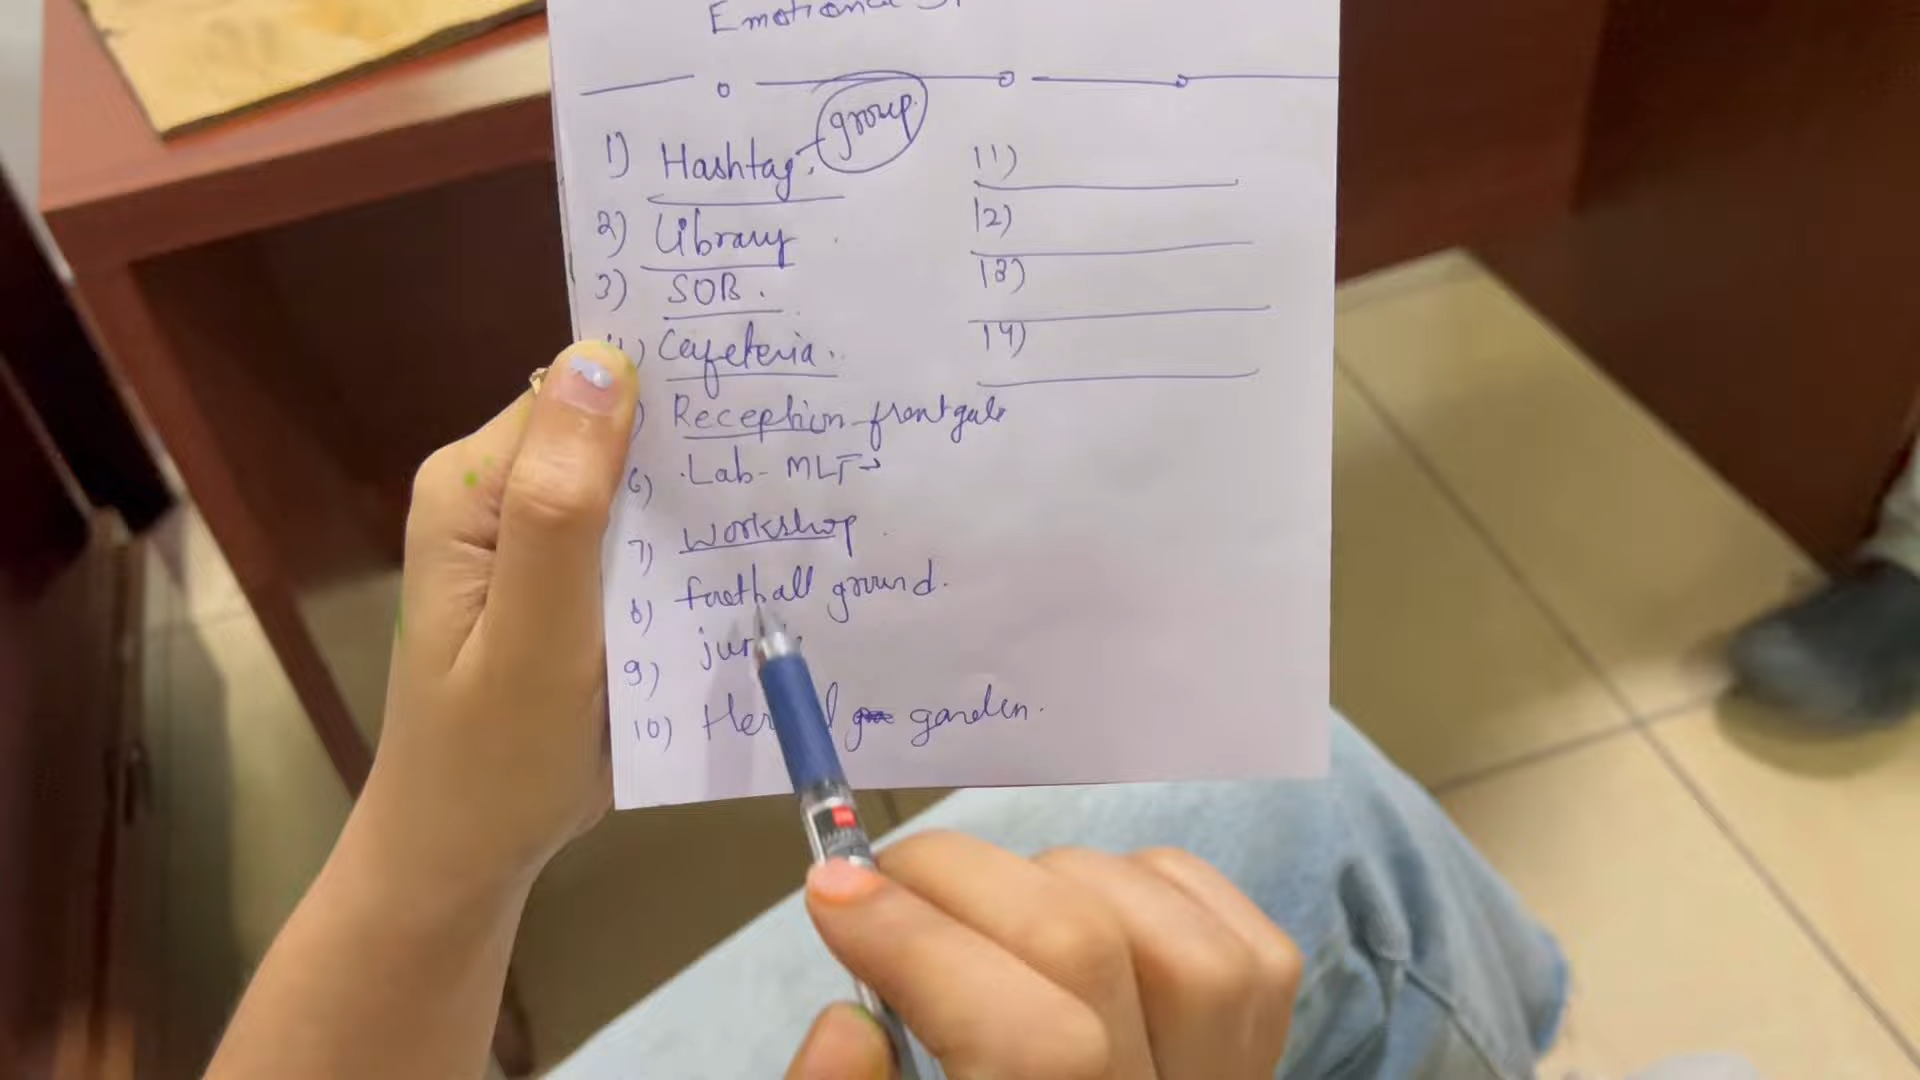 Emotional
1) Hashtag. group
2) Library
3) SOB.
4) Cafeteria.
) Reception front gate
6) Lab - MLT
7) Workshop
8) football ground.
9)
10) garden.
11)
12)
13)
14)